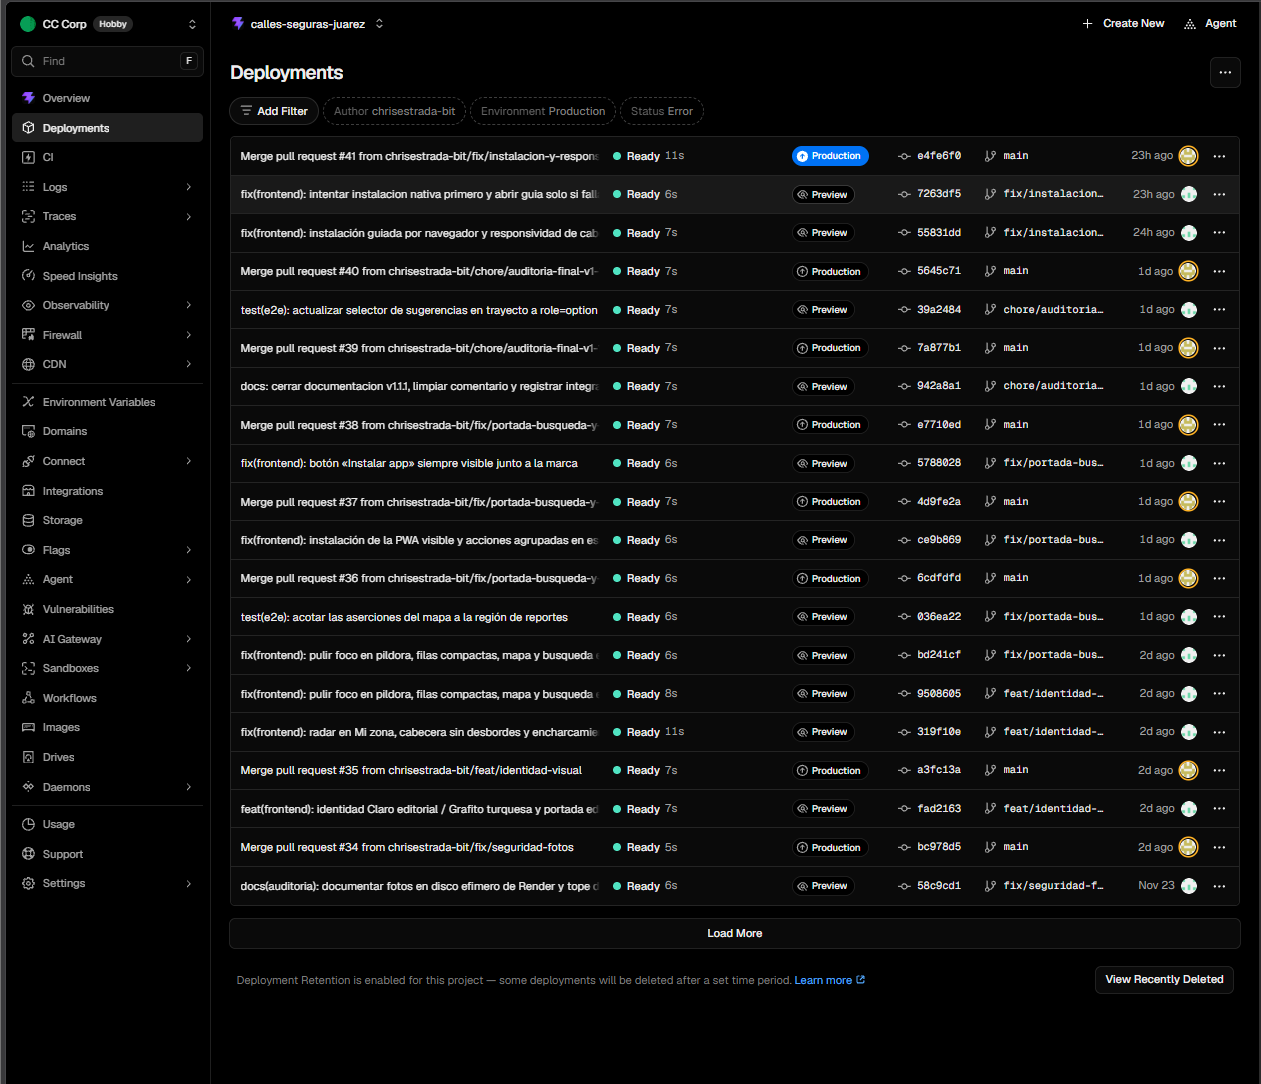 CC Corp Hobby
Find F
Overview
Deployments
CI
Logs
Traces
Analytics
Speed Insights
Observability
Firewall
CDN
Environment Variables
Domains
Connect
Integrations
Storage
Flags
Agent
Vulnerabilities
AI Gateway
Sandboxes
Workflows
Images
Drives
Daemons
Usage
Support
Settings
calles-seguras-juarez
Create New Agent
Deployments
Add Filter Author chrisestrada-bit Environment Production Status Error
Merge pull request #41 from chrisestrada-bit/fix/instalacion-y-respons Ready 11s Production e4fe6f0 main 23h ago
fix(frontend): intentar instalacion nativa primero y abrir guia solo si fall Ready 6s Preview 7263df5 fix/instalacion… 23h ago
fix(frontend): instalación guiada por navegador y responsividad de cab Ready 7s Preview 55831dd fix/instalacion… 24h ago
Merge pull request #40 from chrisestrada-bit/chore/auditoria-final-v1- Ready 7s Production 5645c71 main 1d ago
test(e2e): actualizar selector de sugerencias en trayecto a role=option Ready 7s Preview 39a2484 chore/auditoria… 1d ago
Merge pull request #39 from chrisestrada-bit/chore/auditoria-final-v1- Ready 7s Production 7a877b1 main 1d ago
docs: cerrar documentacion v1.1.1, limpiar comentario y registrar integra Ready 7s Preview 942a8a1 chore/auditoria… 1d ago
Merge pull request #38 from chrisestrada-bit/fix/portada-busqueda-y- Ready 7s Production e7710ed main 1d ago
fix(frontend): botón «Instalar app» siempre visible junto a la marca Ready 6s Preview 5788028 fix/portada-bus… 1d ago
Merge pull request #37 from chrisestrada-bit/fix/portada-busqueda-y- Ready 7s Production 4d9fe2a main 1d ago
fix(frontend): instalación de la PWA visible y acciones agrupadas en es Ready 6s Preview ce9b869 fix/portada-bus… 1d ago
Merge pull request #36 from chrisestrada-bit/fix/portada-busqueda-y- Ready 6s Production 6cdfdfd main 1d ago
test(e2e): acotar las aserciones del mapa a la región de reportes Ready 6s Preview 036ea22 fix/portada-bus… 1d ago
fix(frontend): pulir foco en pildora, filas compactas, mapa y busqueda e Ready 6s Preview bd241cf fix/portada-bus… 2d ago
fix(frontend): pulir foco en pildora, filas compactas, mapa y busqueda e Ready 8s Preview 9508605 feat/identidad-… 2d ago
fix(frontend): radar en Mi zona, cabecera sin desbordes y encharcamie Ready 11s Preview 319f10e feat/identidad-… 2d ago
Merge pull request #35 from chrisestrada-bit/feat/identidad-visual Ready 7s Production a3fc13a main 2d ago
feat(frontend): identidad Claro editorial / Grafito turquesa y portada ed Ready 7s Preview fad2163 feat/identidad-… 2d ago
Merge pull request #34 from chrisestrada-bit/fix/seguridad-fotos Ready 5s Production bc978d5 main 2d ago
docs(auditoria): documentar fotos en disco efimero de Render y tope d Ready 6s Preview 58c9cd1 fix/seguridad-f… Nov 23
Load More
Deployment Retention is enabled for this project — some deployments will be deleted after a set time period. Learn more View Recently Deleted